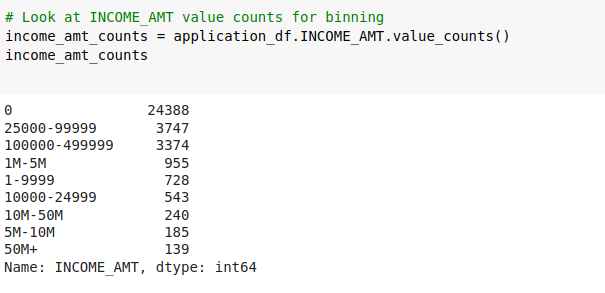 # Look at INCOME_AMT value counts for binning
income_amt_counts = application_df.INCOME_AMT.value_counts()
income_amt_counts
0                24388
25000-99999       3747
100000-499999     3374
1M-5M              955
1-9999             728
10000-24999        543
10M-50M            240
5M-10M             185
50M+               139
Name: INCOME_AMT, dtype: int64